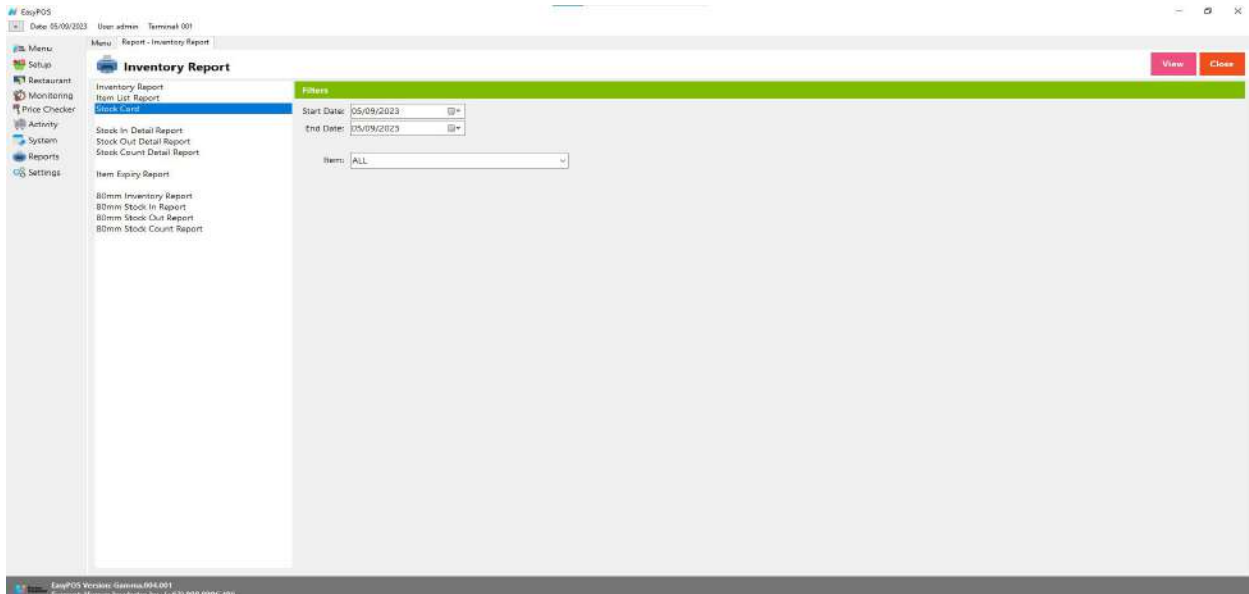 EasyPOS
Date: 05/09/2023 User: admin Terminal: 001
Menu
Setup
Restaurant
Monitoring
Price Checker
Activity
System
Reports
Settings
Menu Report - Inventory Report
Inventory Report
View Close
Inventory Report
Item List Report
Stock Card
Stock In Detail Report
Stock Out Detail Report
Stock Count Detail Report
Item Expiry Report
80mm Inventory Report
80mm Stock In Report
80mm Stock Out Report
80mm Stock Count Report
Filters
Start Date: 05/09/2023
End Date: 05/09/2023
Item: ALL
EasyPOS Version: Gamma.004.001